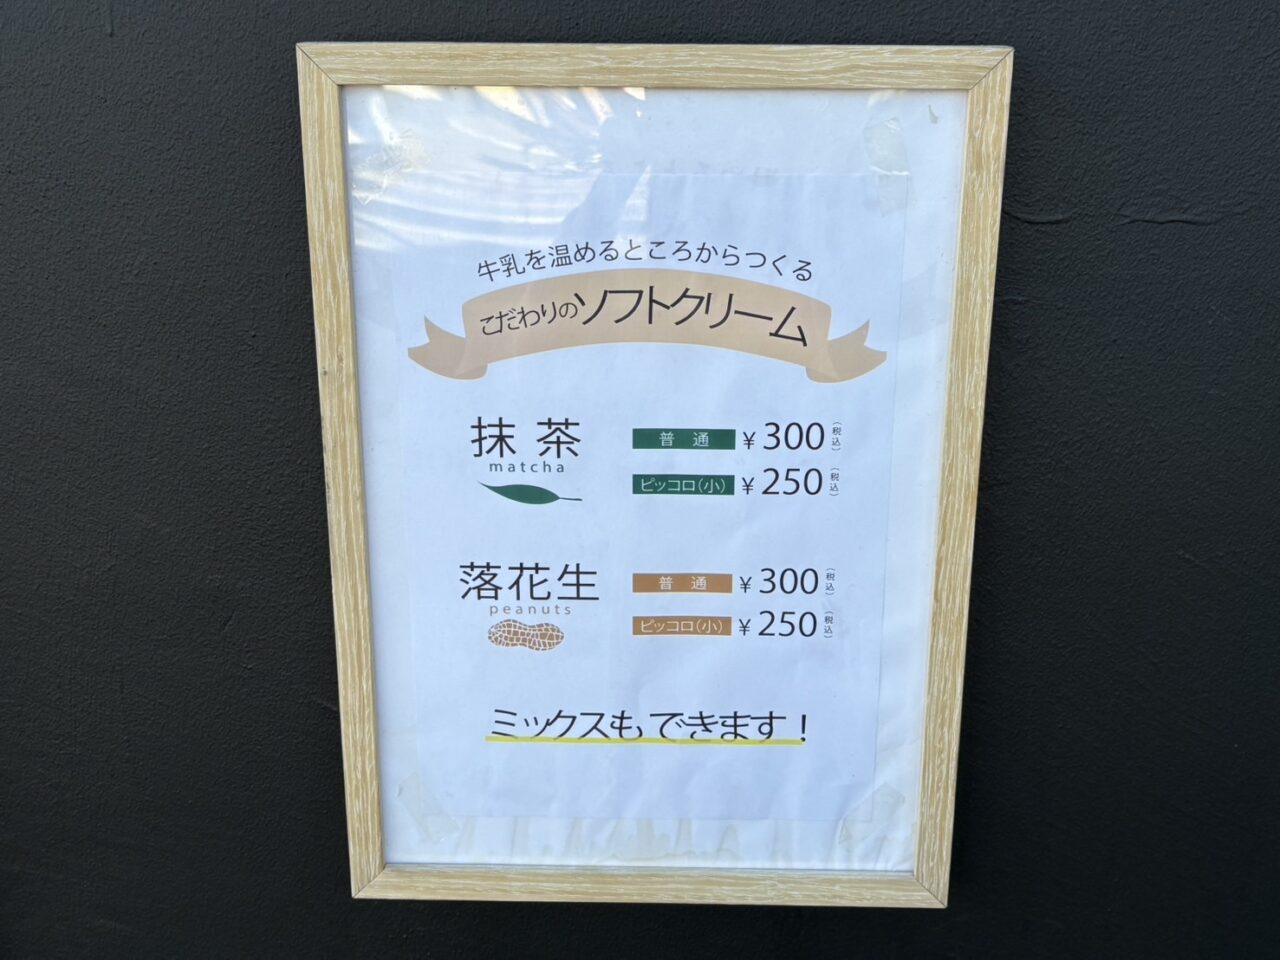 牛乳を温めるところからつくる
こだわりのソフトクリーム
抹茶
matcha
普通 ¥300 (税込)
ピッコロ(小) ¥250 (税込)
落花生
peanuts
普通 ¥300 (税込)
ピッコロ(小) ¥250 (税込)
ミックスもできます!